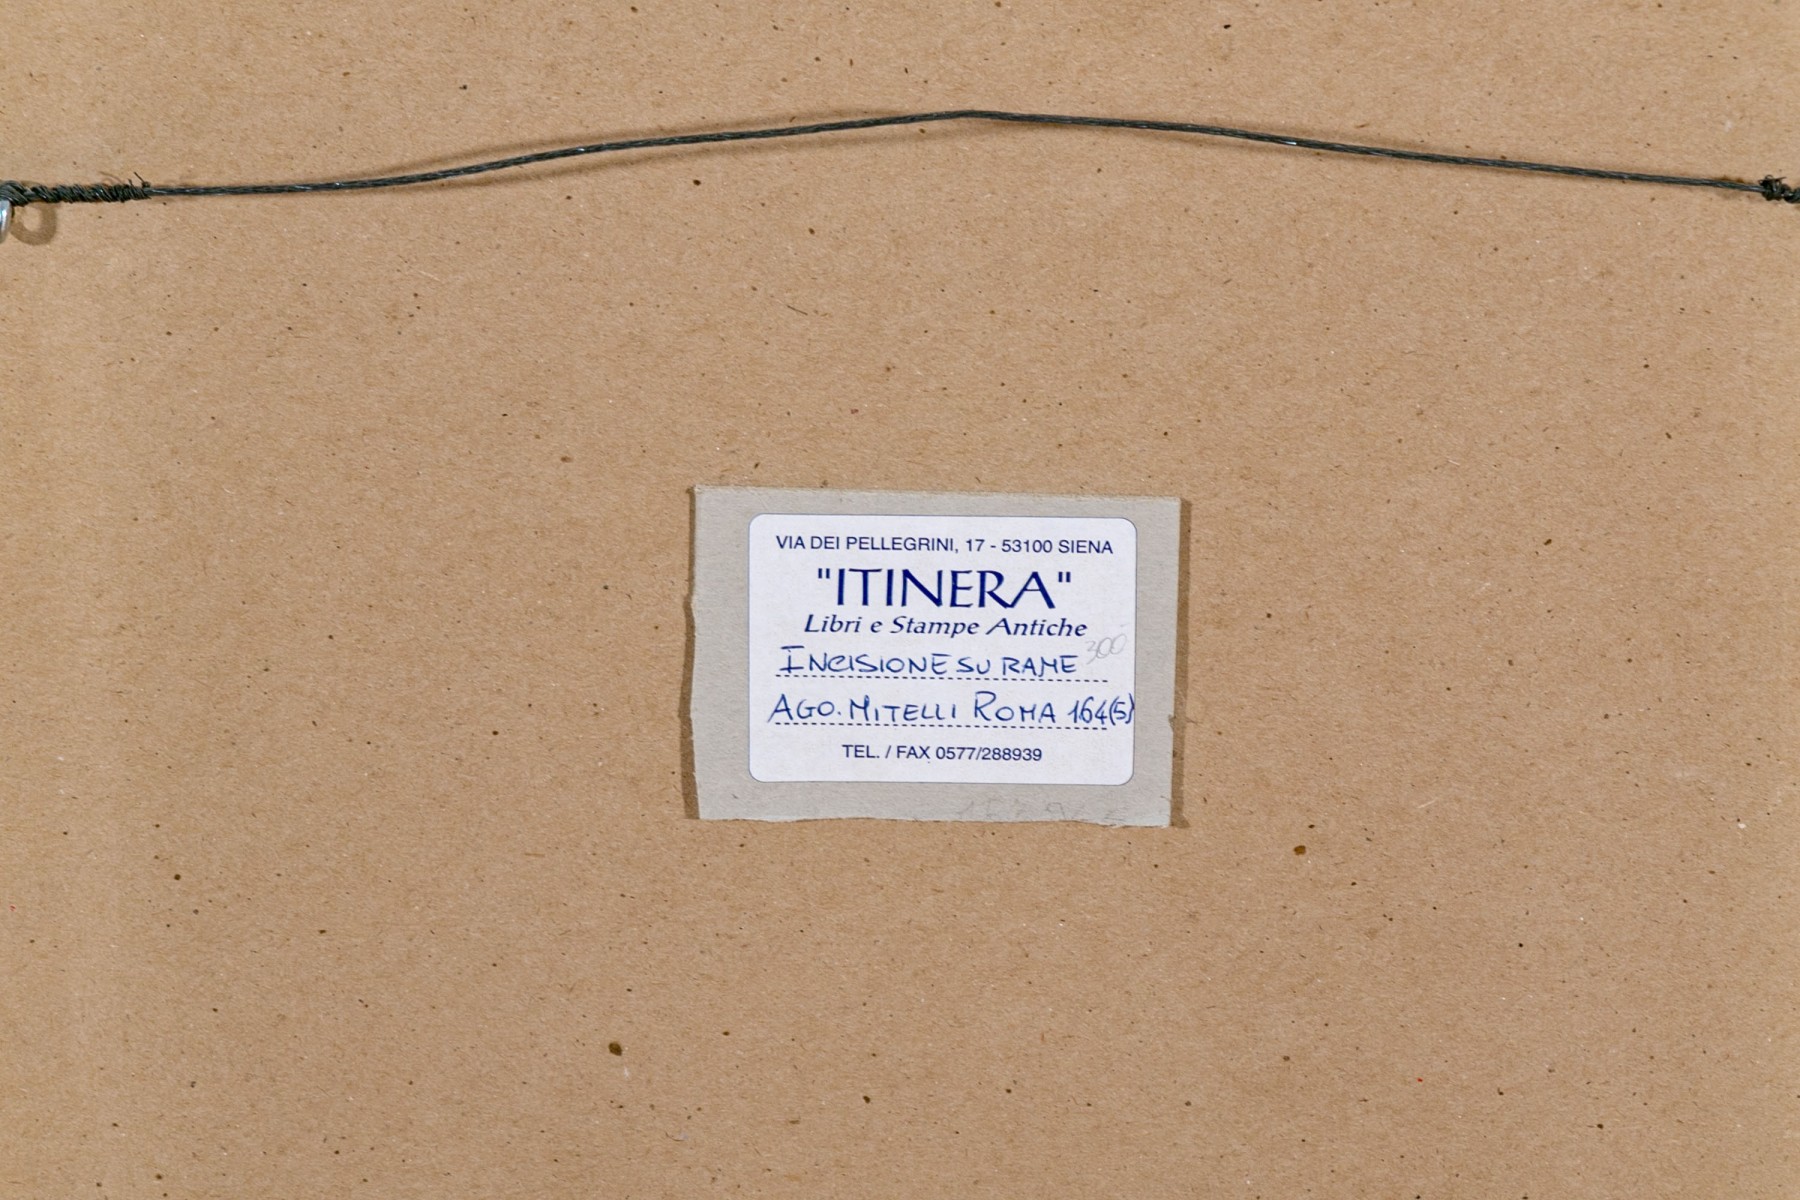 VIA DEI PELLEGRINI, 17 - 53100 SIENA
"ITINERA"
Libri e Stampe Antiche
300
INCISIONE SU RAME
AGO. MITELLI ROMA 164(5)
TEL. / FAX 0577/288939